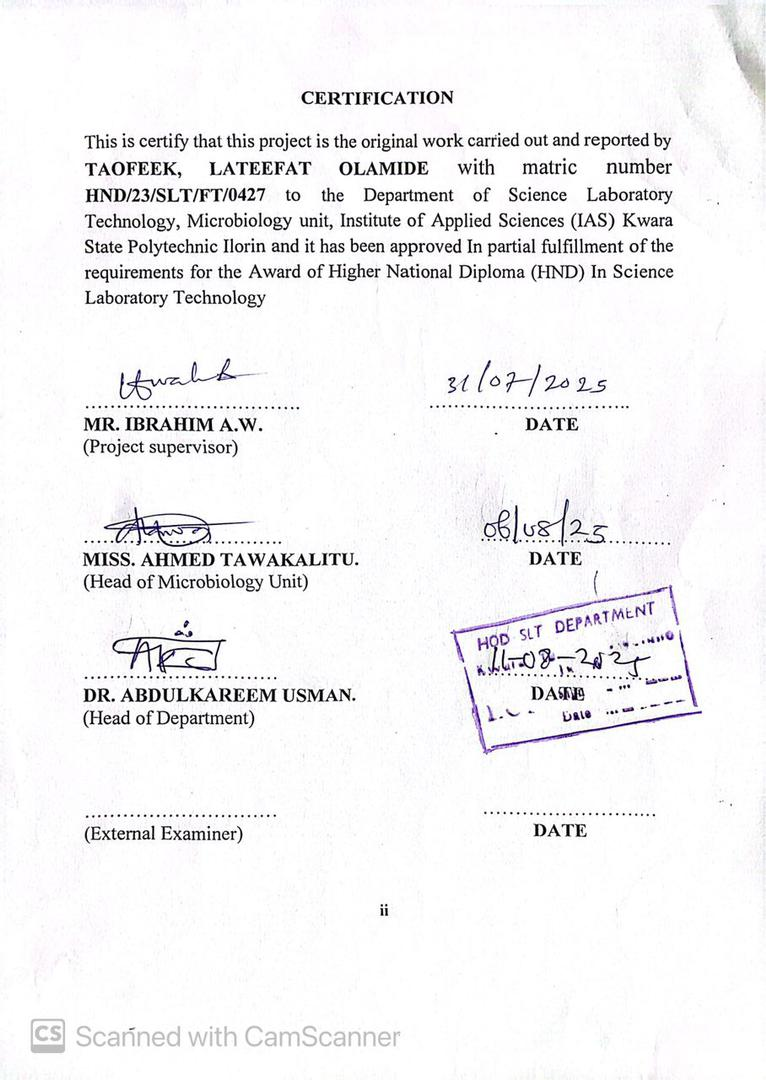 CERTIFICATION
This is certify that this project is the original work carried out and reported by
TAOFEEK, LATEEFAT OLAMIDE with matric number
HND/23/SLT/FT/0427 to the Department of Science Laboratory
Technology, Microbiology unit, Institute of Applied Sciences (IAS) Kwara
State Polytechnic Ilorin and it has been approved In partial fulfillment of the
requirements for the Award of Higher National Diploma (HND) In Science
Laboratory Technology
31/07/2025
MR. IBRAHIM A.W. DATE
(Project supervisor)
06/08/25
MISS. AHMED TAWAKALITU. DATE
(Head of Microbiology Unit)
HOD SLT DEPARTMENT
11-08-2025
DR. ABDULKAREEM USMAN. DATE
(Head of Department) Date
(External Examiner) DATE
ii
CS Scanned with CamScanner